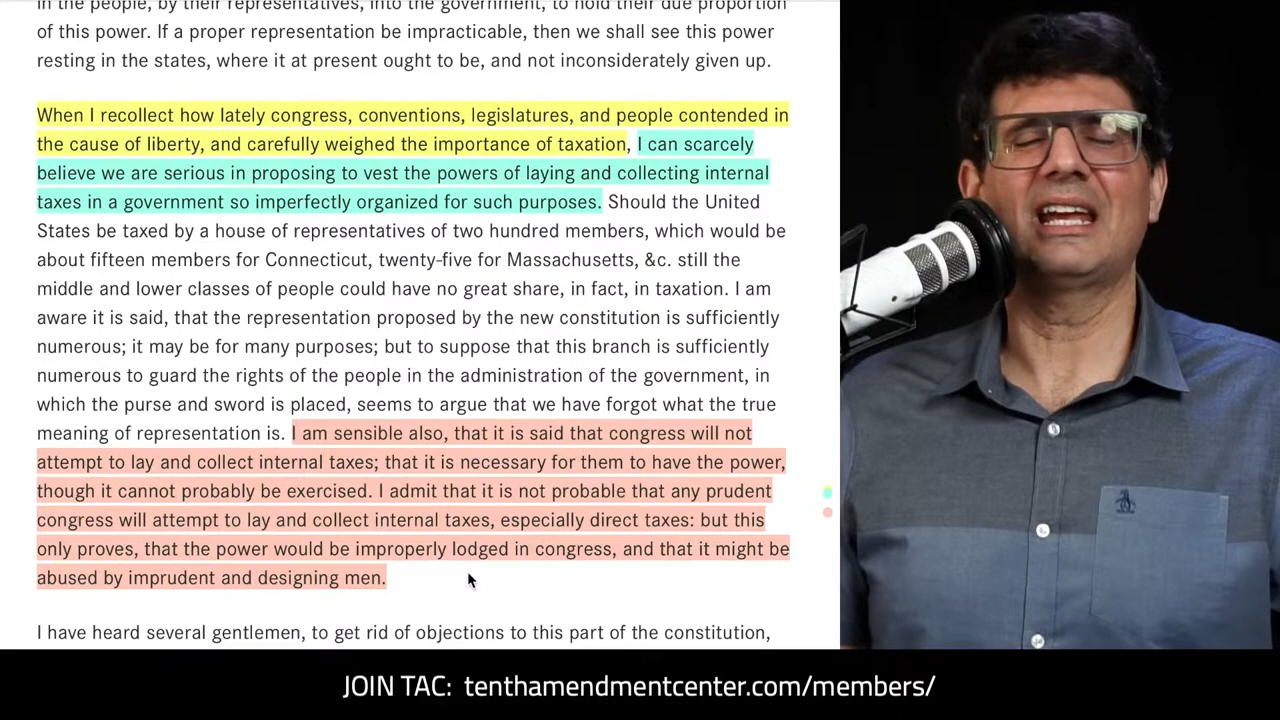 in the people, by their representatives, into the government, to hold their due proportion
of this power. If a proper representation be impracticable, then we shall see this power
resting in the states, where it at present ought to be, and not inconsiderately given up.
When I recollect how lately congress, conventions, legislatures, and people contended in
the cause of liberty, and carefully weighed the importance of taxation, I can scarcely
believe we are serious in proposing to vest the powers of laying and collecting internal
taxes in a government so imperfectly organized for such purposes. Should the United
States be taxed by a house of representatives of two hundred members, which would be
about fifteen members for Connecticut, twenty-five for Massachusetts, &c. still the
middle and lower classes of people could have no great share, in fact, in taxation. I am
aware it is said, that the representation proposed by the new constitution is sufficiently
numerous; it may be for many purposes; but to suppose that this branch is sufficiently
numerous to guard the rights of the people in the administration of the government, in
which the purse and sword is placed, seems to argue that we have forgot what the true
meaning of representation is. I am sensible also, that it is said that congress will not
attempt to lay and collect internal taxes; that it is necessary for them to have the power,
though it cannot probably be exercised. I admit that it is not probable that any prudent
congress will attempt to lay and collect internal taxes, especially direct taxes: but this
only proves, that the power would be improperly lodged in congress, and that it might be
abused by imprudent and designing men.
I have heard several gentlemen, to get rid of objections to this part of the constitution,
JOIN TAC: tenthamendmentcenter.com/members/